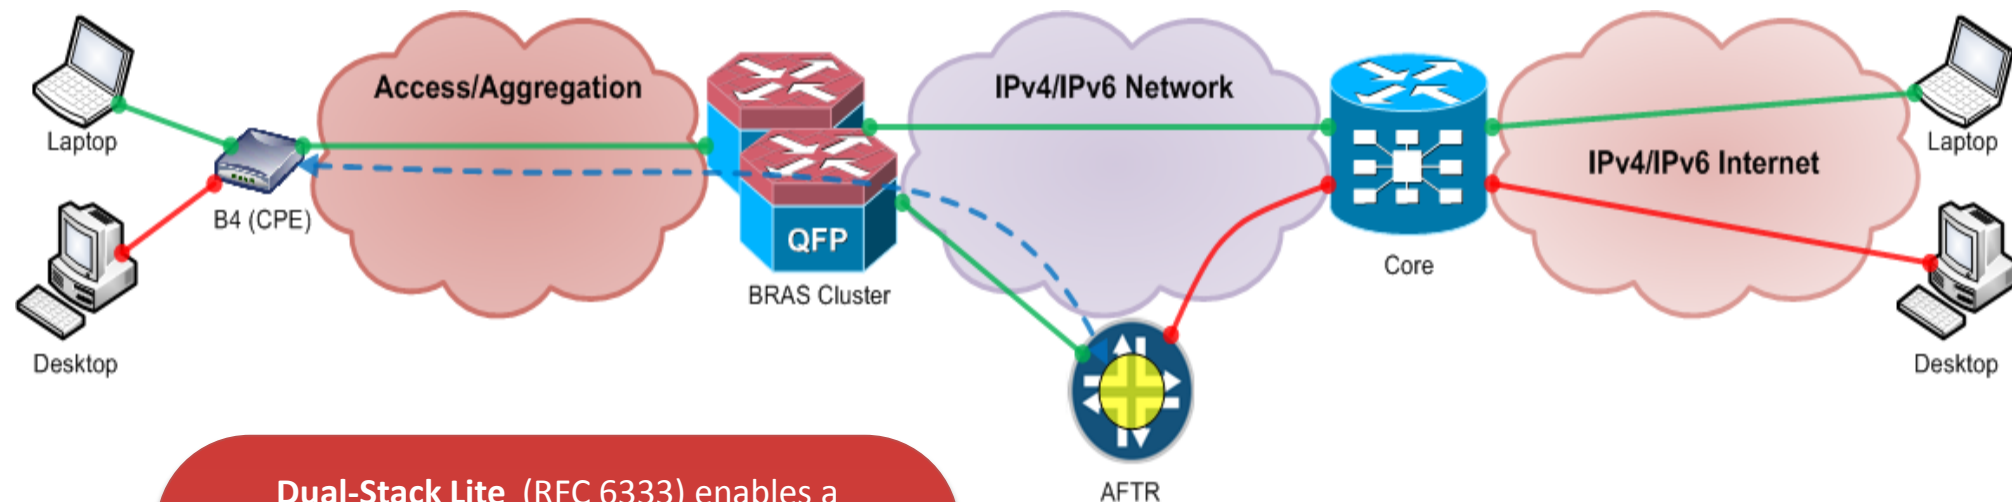 Access/Aggregation
IPv4/IPv6 Network
Laptop
Laptop
IPv4/IPv6 Internet
B4 (CPE)
QFP
Core
BRAS Cluster
Desktop
Desktop
AFTR
Dual-Stack Lite (RFC 6333) enables a